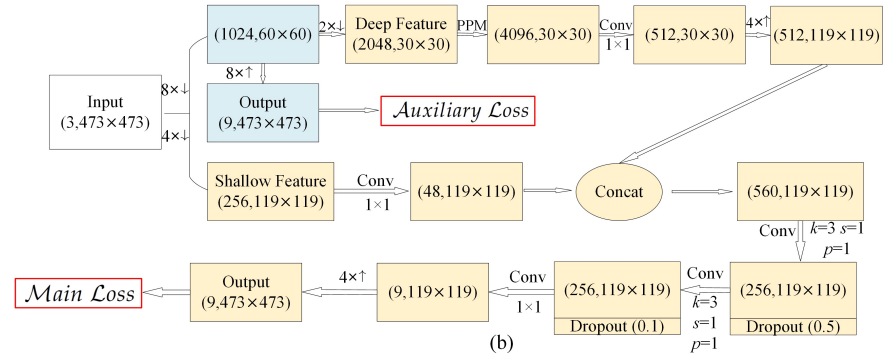 (1024,60×60)
2×↓
Deep Feature
(2048,30×30)
PPM
(4096,30×30)
Conv
1×1
(512,30×30)
4×↑
(512,119×119)
8×↑
8×↓
4×↓
Input
(3,473×473)
Output
(9,473×473)
Auxiliary Loss
Shallow Feature
(256,119×119)
Conv
1×1
(48,119×119)
Concat
(560,119×119)
Conv
k=3 s=1
p=1
Main Loss
Output
(9,473×473)
4×↑
(9,119×119)
Conv
1×1
(256,119×119)
Dropout (0.1)
Conv
k=3
s=1
p=1
(256,119×119)
Dropout (0.5)
(b)